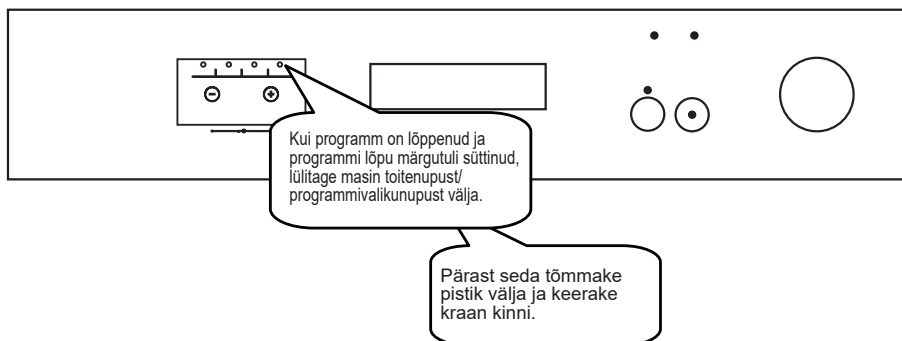 Kui programm on lõppenud ja
programmi lõpu märgutuli süttinud,
lülitage masin toitenupust/
programmivalikunupust välja.
Pärast seda tõmmake
pistik välja ja keerake
kraan kinni.